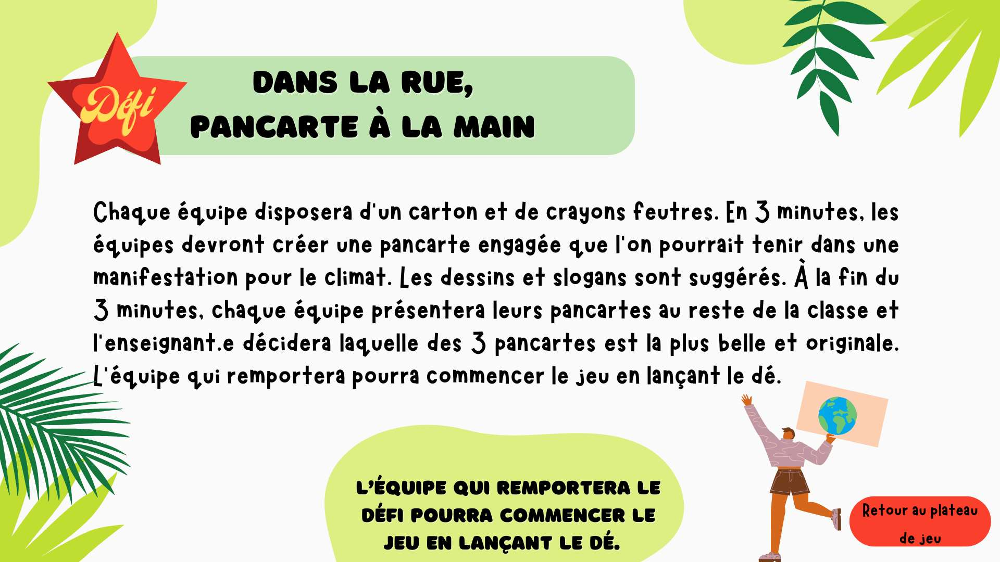 Défi
DANS LA RUE,
PANCARTE À LA MAIN
Chaque équipe disposera d'un carton et de crayons feutres. En 3 minutes, les
équipes devront créer une pancarte engagée que l'on pourrait tenir dans une
manifestation pour le climat. Les dessins et slogans sont suggérés. À la fin du
3 minutes, chaque équipe présentera leurs pancartes au reste de la classe et
l'enseignant.e décidera laquelle des 3 pancartes est la plus belle et originale.
L'équipe qui remportera pourra commencer le jeu en lançant le dé.
L'ÉQUIPE QUI REMPORTERA LE
DÉFI POURRA COMMENCER LE
JEU EN LANÇANT LE DÉ.
Retour au plateau
de jeu